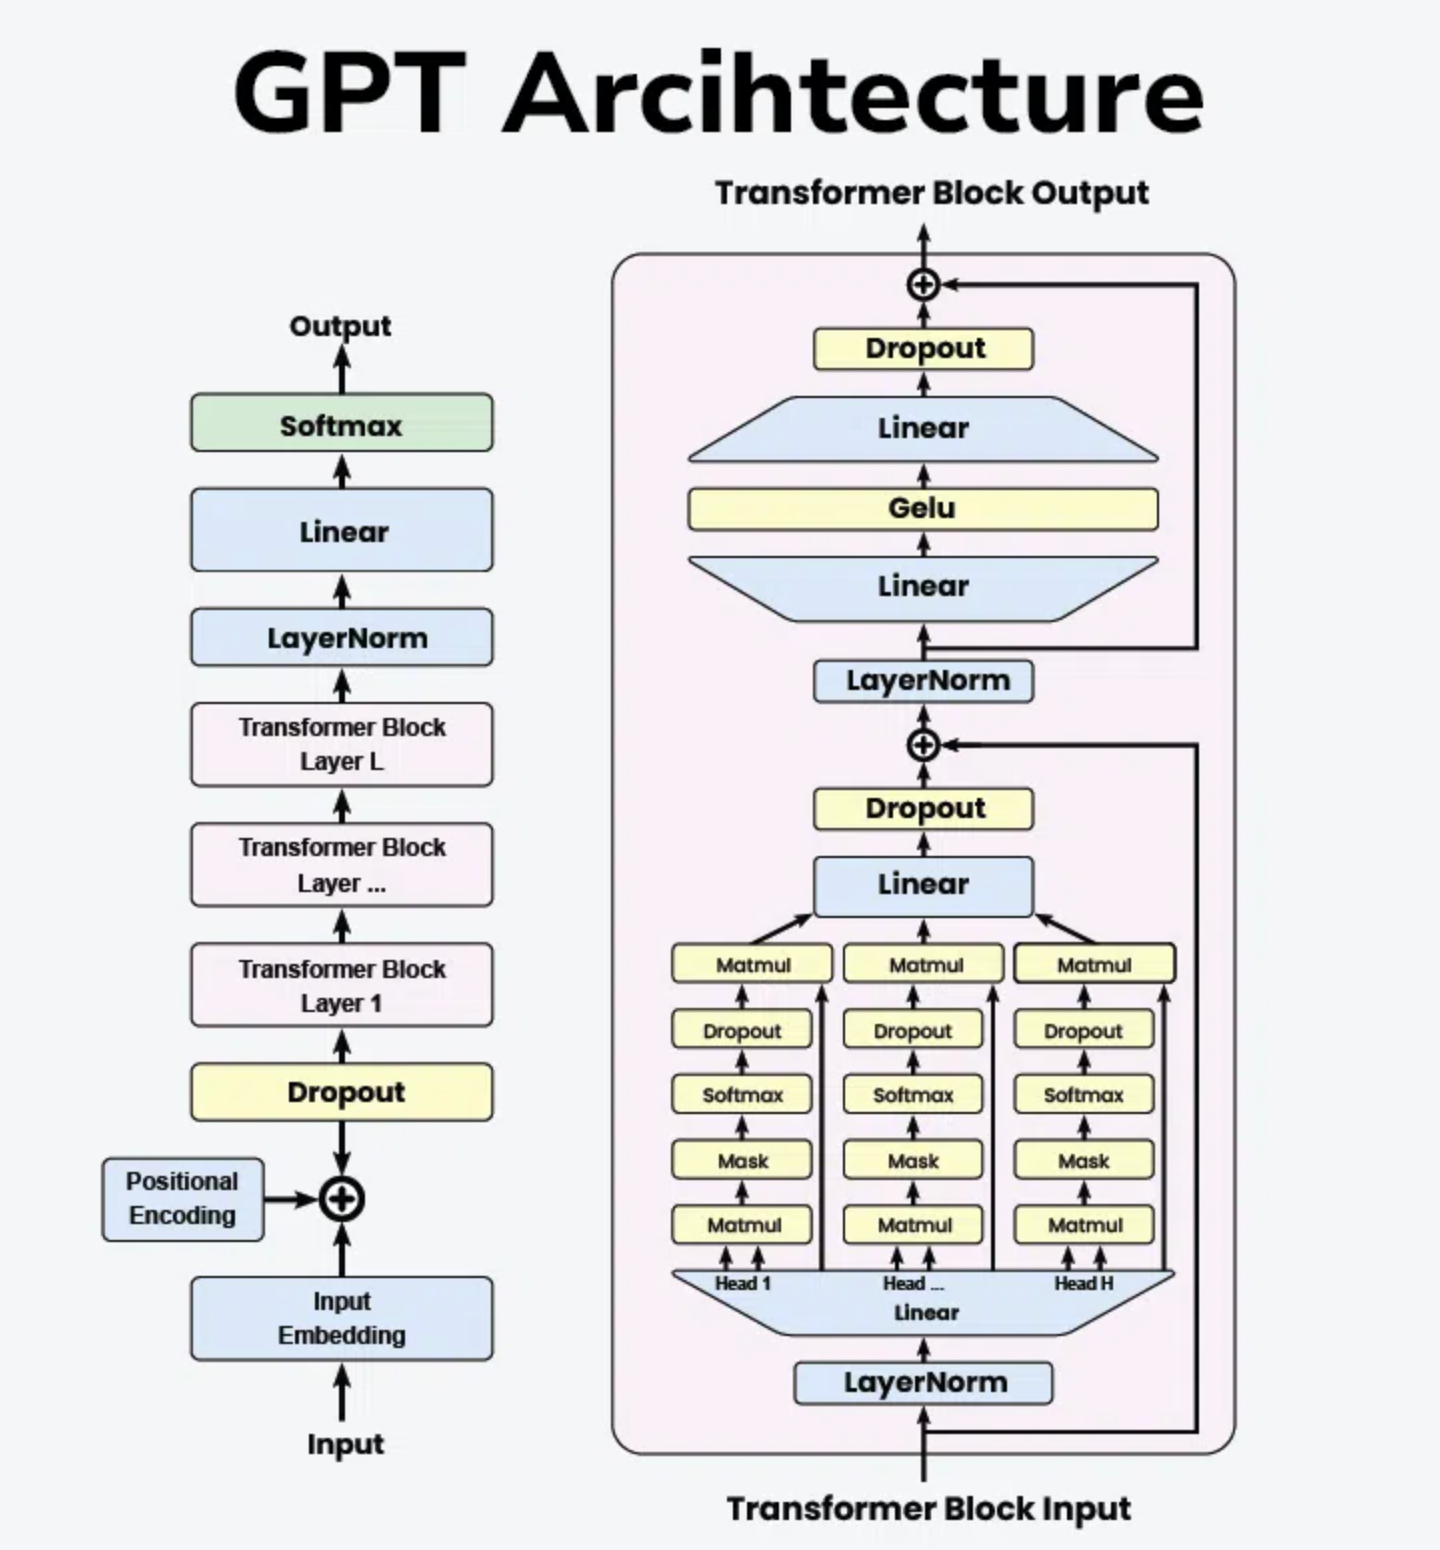 GPT Arcihtecture
Output
Softmax
Linear
LayerNorm
Transformer Block
Layer L
Transformer Block
Layer ...
Transformer Block
Layer 1
Dropout
Positional
Encoding
Input
Embedding
Input
Transformer Block Output
Dropout
Linear
Gelu
Linear
LayerNorm
Dropout
Linear
Matmul Matmul Matmul
Dropout Dropout Dropout
Softmax Softmax Softmax
Mask Mask Mask
Matmul Matmul Matmul
Head 1 Head ... Head H
Linear
LayerNorm
Transformer Block Input